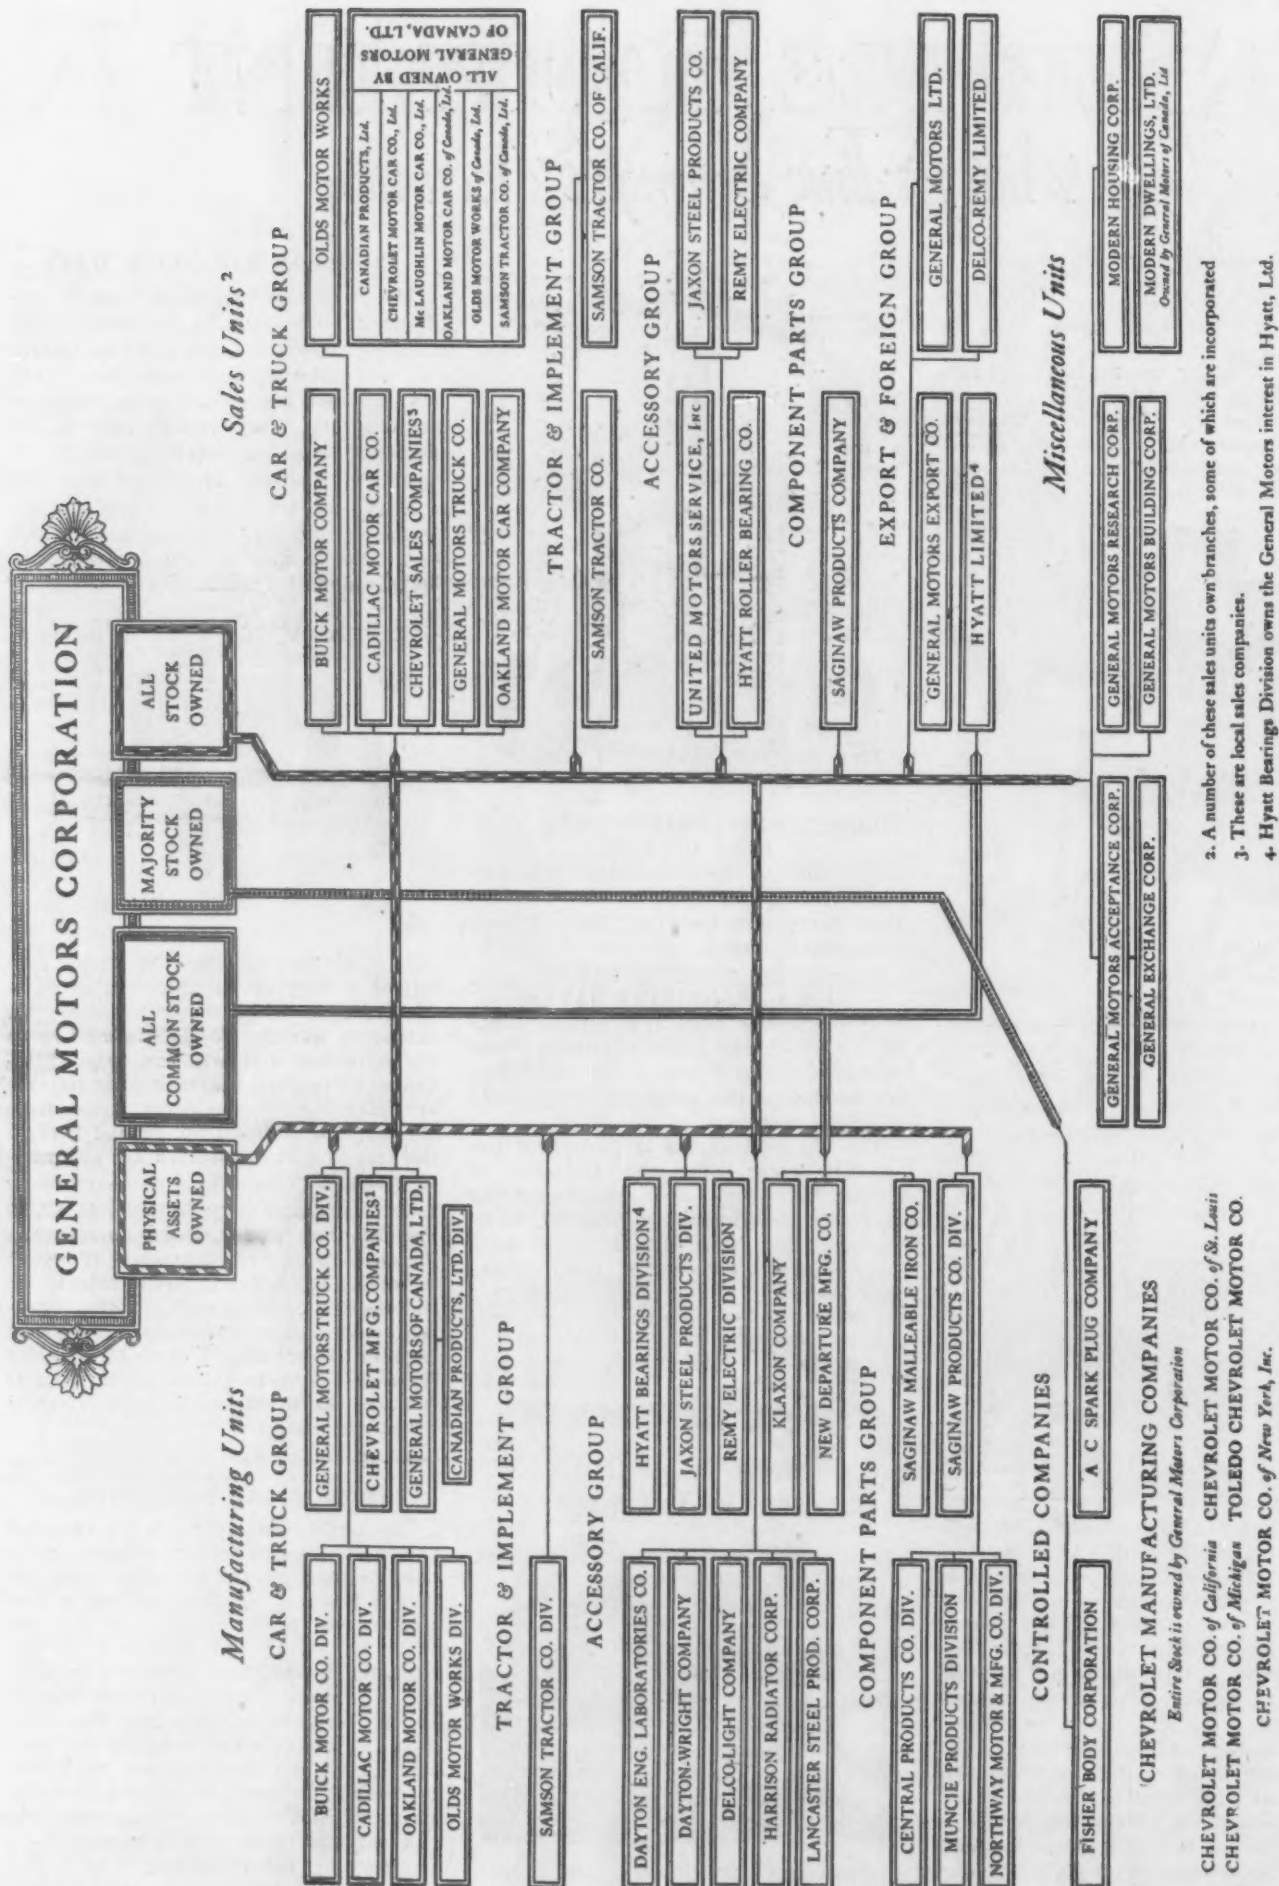 GENERAL MOTORS CORPORATION
PHYSICAL
ASSETS
OWNED
ALL
COMMON STOCK
OWNED
MAJORITY
STOCK
OWNED
ALL
STOCK
OWNED
Manufacturing Units
CAR & TRUCK GROUP
BUICK MOTOR CO. DIV.
CADILLAC MOTOR CO. DIV.
OAKLAND MOTOR CO. DIV.
OLDS MOTOR WORKS DIV.
GENERAL MOTORS TRUCK CO. DIV.
CHEVROLET MFG. COMPANIES¹
GENERAL MOTORS OF CANADA, LTD.
CANADIAN PRODUCTS, LTD. DIV.
TRACTOR & IMPLEMENT GROUP
SAMSON TRACTOR CO. DIV.
ACCESSORY GROUP
DAYTON ENG. LABORATORIES CO.
DAYTON-WRIGHT COMPANY
DELCO-LIGHT COMPANY
HARRISON RADIATOR CORP.
LANCASTER STEEL PROD. CORP.
HYATT BEARINGS DIVISION⁴
JAXON STEEL PRODUCTS DIV.
REMY ELECTRIC DIVISION
KLAXON COMPANY
NEW DEPARTURE MFG. CO.
COMPONENT PARTS GROUP
CENTRAL PRODUCTS CO. DIV.
MUNCIE PRODUCTS DIVISION
NORTHWAY MOTOR & MFG. CO. DIV.
SAGINAW MALLEABLE IRON CO.
SAGINAW PRODUCTS CO. DIV.
CONTROLLED COMPANIES
FISHER BODY CORPORATION
A C SPARK PLUG COMPANY
CHEVROLET MANUFACTURING COMPANIES
Entire Stock is owned by General Motors Corporation
CHEVROLET MOTOR CO. of California CHEVROLET MOTOR CO. of St. Louis
CHEVROLET MOTOR CO. of Michigan TOLEDO CHEVROLET MOTOR CO.
CHEVROLET MOTOR CO. of New York, Inc.
Sales Units²
CAR & TRUCK GROUP
BUICK MOTOR COMPANY
CADILLAC MOTOR CAR CO.
CHEVROLET SALES COMPANIES³
GENERAL MOTORS TRUCK CO.
OAKLAND MOTOR CAR COMPANY
OLDS MOTOR WORKS
CANADIAN PRODUCTS, Ltd.
CHEVROLET MOTOR CAR CO., Ltd.
Mc LAUGHLIN MOTOR CAR CO., Ltd.
OAKLAND MOTOR CAR CO. of Canada, Ltd.
OLDS MOTOR WORKS of Canada, Ltd.
SAMSON TRACTOR CO. of Canada, Ltd.
ALL OWNED BY
GENERAL MOTORS
OF CANADA, LTD.
TRACTOR & IMPLEMENT GROUP
SAMSON TRACTOR CO.
SAMSON TRACTOR CO. OF CALIF.
ACCESSORY GROUP
UNITED MOTORS SERVICE, INC
HYATT ROLLER BEARING CO.
JAXON STEEL PRODUCTS CO.
REMY ELECTRIC COMPANY
COMPONENT PARTS GROUP
SAGINAW PRODUCTS COMPANY
EXPORT & FOREIGN GROUP
GENERAL MOTORS EXPORT CO.
HYATT LIMITED⁴
GENERAL MOTORS LTD.
DELCO-REMY LIMITED
Miscellaneous Units
GENERAL MOTORS ACCEPTANCE CORP.
GENERAL EXCHANGE CORP.
GENERAL MOTORS RESEARCH CORP.
GENERAL MOTORS BUILDING CORP.
MODERN HOUSING CORP.
MODERN DWELLINGS, LTD.
Owned by General Motors of Canada, Ltd
2. A number of these sales units own branches, some of which are incorporated
3. These are local sales companies.
4. Hyatt Bearings Division owns the General Motors interest in Hyatt, Ltd.